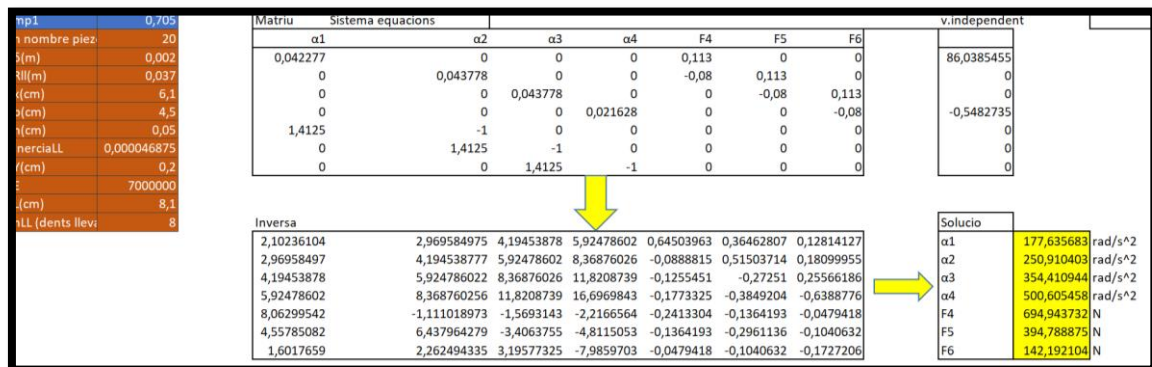 mp1 0,705
n nombre piez 20
δ(m) 0,002
RII(m) 0,037
x(cm) 6,1
o(cm) 4,5
n(cm) 0,05
nerciaLL 0,000046875
Y(cm) 0,2
E 7000000
L(cm) 8,1
nLL (dents lleva 8
Matriu Sistema equacions v.independent
α1 α2 α3 α4 F4 F5 F6
0,042277 0 0 0 0,113 0 0 86,0385455
0 0,043778 0 0 -0,08 0,113 0 0
0 0 0,043778 0 0 -0,08 0,113 0
0 0 0 0,021628 0 0 -0,08 -0,5482735
1,4125 -1 0 0 0 0 0 0
0 1,4125 -1 0 0 0 0 0
0 0 1,4125 -1 0 0 0 0
Inversa Solucio
2,10236104 2,969584975 4,19453878 5,92478602 0,64503963 0,36462807 0,12814127 α1 177,635683 rad/s^2
2,96958497 4,194538777 5,92478602 8,36876026 -0,0888815 0,51503714 0,18099955 α2 250,910403 rad/s^2
4,19453878 5,924786022 8,36876026 11,8208739 -0,1255451 -0,27251 0,25566186 α3 354,410944 rad/s^2
5,92478602 8,368760256 11,8208739 16,6969843 -0,1773325 -0,3849204 -0,6388776 α4 500,605458 rad/s^2
8,06299542 -1,111018973 -1,5693143 -2,2166564 -0,2413304 -0,1364193 -0,0479418 F4 694,943732 N
4,55785082 6,437964279 -3,4063755 -4,8115053 -0,1364193 -0,2961136 -0,1040632 F5 394,788875 N
1,6017659 2,262494335 3,19577325 -7,9859703 -0,0479418 -0,1040632 -0,1727206 F6 142,192104 N